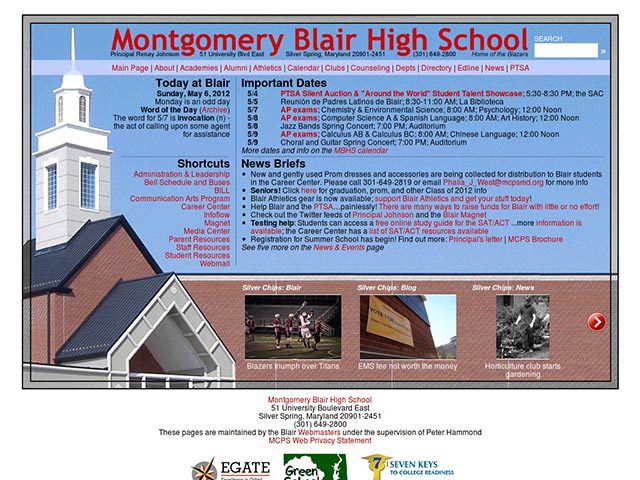 Montgomery Blair High School
SEARCH
»
Principal Renay Johnson 51 University Blvd East Silver Spring, Maryland 20901-2451 (301) 649-2800 Home of the Blazers
Main Page | About | Academies | Alumni | Athletics | Calendar | Clubs | Counseling | Depts | Directory | Edline | News | PTSA
Today at Blair
Sunday, May 6, 2012
Monday is an odd day
Word of the Day (Archive)
The word for 5/7 is invocation (n) -
the act of calling upon some agent
for assistance
Important Dates
5/4 PTSA Silent Auction & "Around the World" Student Talent Showcase; 5:30-8:30 PM; the SAC
5/5 Reunión de Padres Latinos de Blair; 8:30-11:00 AM; La Biblioteca
5/7 AP exams; Chemistry & Environmental Science; 8:00 AM; Psychology; 12:00 Noon
5/8 AP exams; Computer Science A & Spanish Language; 8:00 AM; Art History; 12:00 Noon
5/8 Jazz Bands Spring Concert; 7:00 PM; Auditorium
5/9 AP exams; Calculus AB & Calculus BC; 8:00 AM; Chinese Language; 12:00 Noon
5/9 Choral and Guitar Spring Concert; 7:00 PM; Auditorium
More dates and info on the MBHS calendar
Shortcuts
Administration & Leadership
Bell Schedule and Buses
BILL
Communication Arts Program
Career Center
Infoflow
Magnet
Media Center
Parent Resources
Staff Resources
Student Resources
Webmail
News Briefs
• New and gently used Prom dresses and accessories are being collected for distribution to Blair students
in the Career Center. Please call 301-649-2819 or email Phalia_J_West@mcpsmd.org for more info
• Seniors! Click here for graduation, prom, and other Class of 2012 info
• Blair Athletics gear is now available; support Blair Athletics and get your stuff today!
• Help Blair and the PTSA...painlessly! There are many ways to raise funds for Blair with little or no effort!
• Check out the Twitter feeds of Principal Johnson and the Blair Magnet
• Testing help: Students can access a free online study guide for the SAT/ACT ...more information is
available; the Career Center has a list of SAT/ACT resources available
• Registration for Summer School has begun! Find out more: Principal's letter | MCPS Brochure
See five more on the News & Events page
Silver Chips: Blair
Silver Chips: Blog
Silver Chips: News
Blazers triumph over Titans
EMS fee not worth the money
Horticulture club starts
gardening
Montgomery Blair High School
51 University Boulevard East
Silver Spring, Maryland 20901-2451
(301) 649-2800
These pages are maintained by the Blair Webmasters under the supervision of Peter Hammond
MCPS Web Privacy Statement
EGATE
Green
7 SEVEN KEYS
TO COLLEGE READINESS